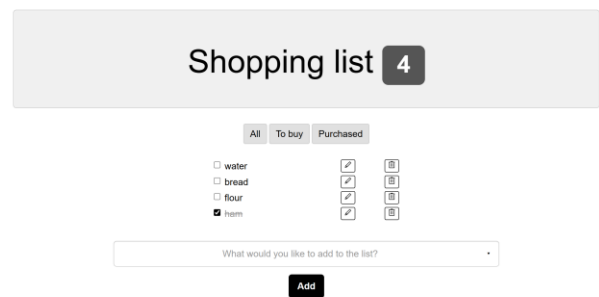 Shopping list 4
All To buy Purchased
water
bread
flour
hem
What would you like to add to the list?
Add